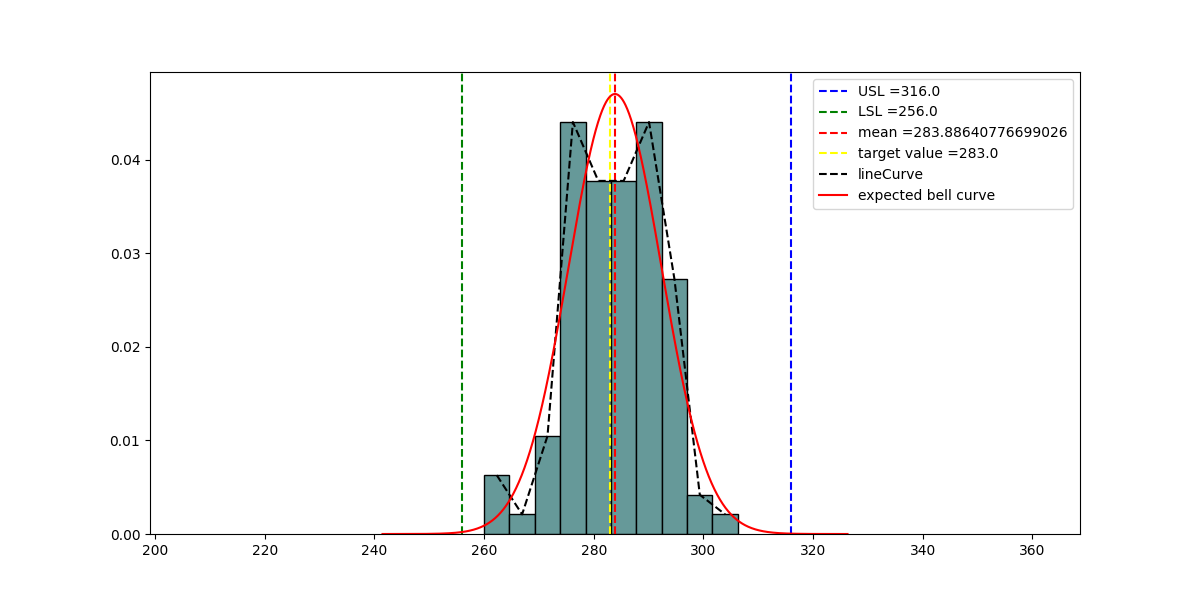 USL =316.0
LSL =256.0
mean =283.88640776699026
target value =283.0
lineCurve
expected bell curve
0.04
0.03
0.02
0.01
0.00
200 220 240 260 280 300 320 340 360